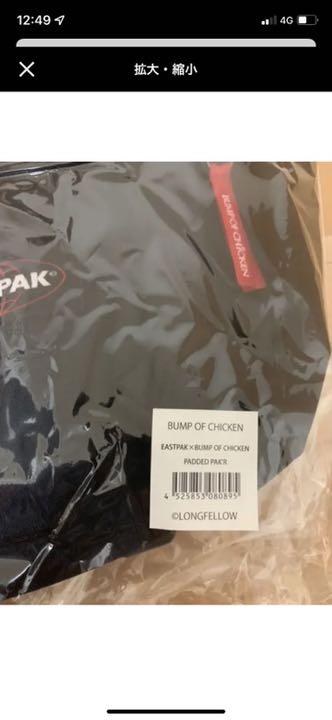 12:49
4G
拡大・縮小
PAK®
BUMP OF CHICKEN
BUMP OF CHICKEN
EASTPAK×BUMP OF CHICKEN
PADDED PAK'R
4 525853 080895
©LONGFELLOW